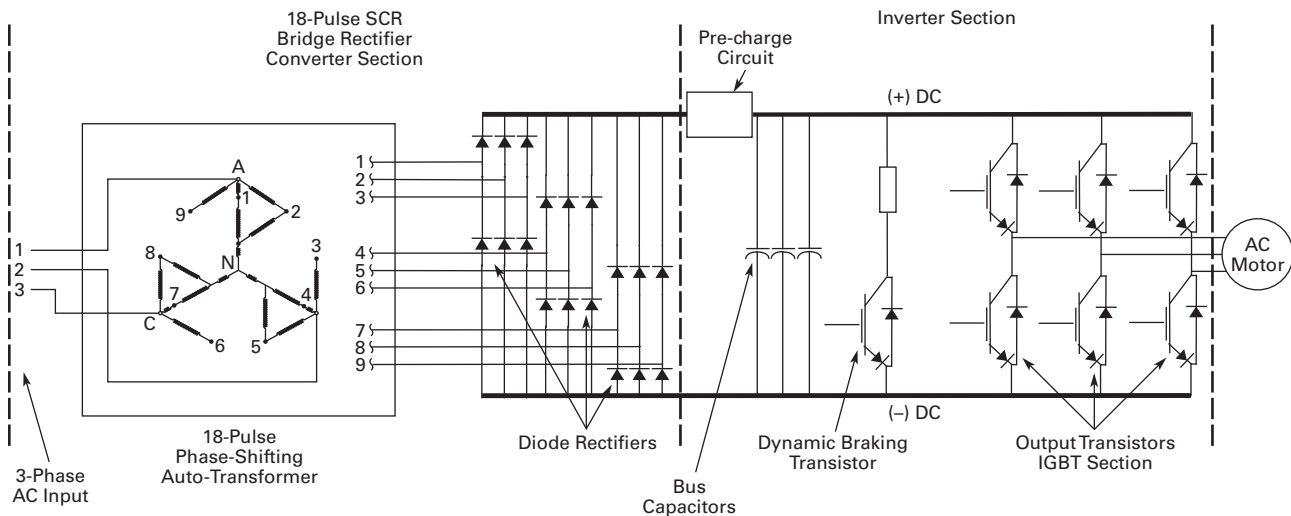 18-Pulse SCR
Bridge Rectifier
Converter Section
Inverter Section
Pre-charge
Circuit
(+) DC
A
1
9
2
8
N
3
7
4
C
6
5
1
2
3
1
2
3
4
5
6
7
8
9
AC
Motor
(–) DC
18-Pulse
Phase-Shifting
Auto-Transformer
3-Phase
AC Input
Diode Rectifiers
Bus
Capacitors
Dynamic Braking
Transistor
Output Transistors
IGBT Section